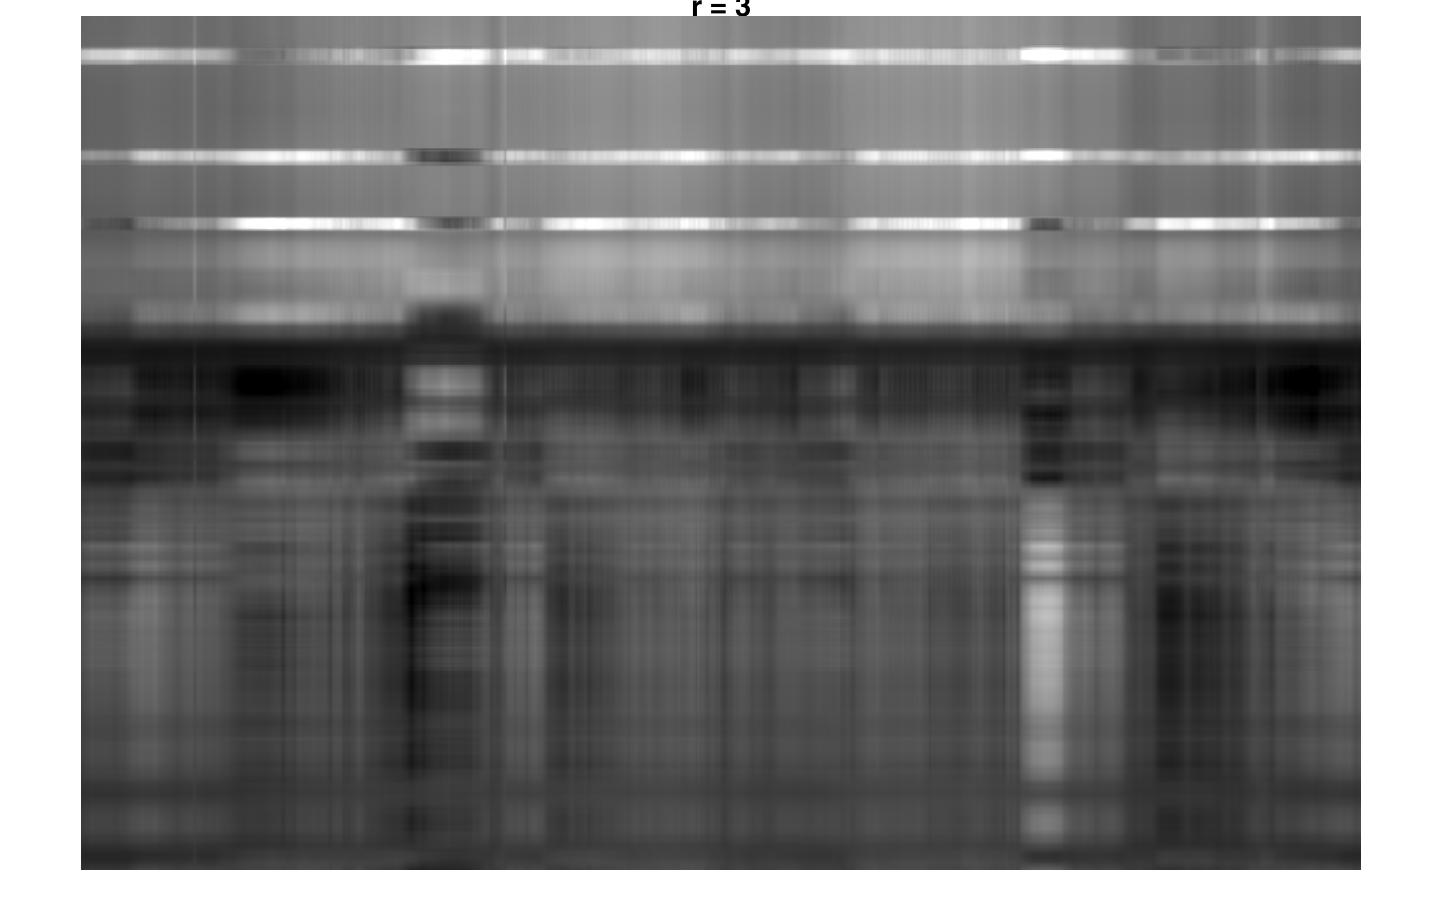 r = 3